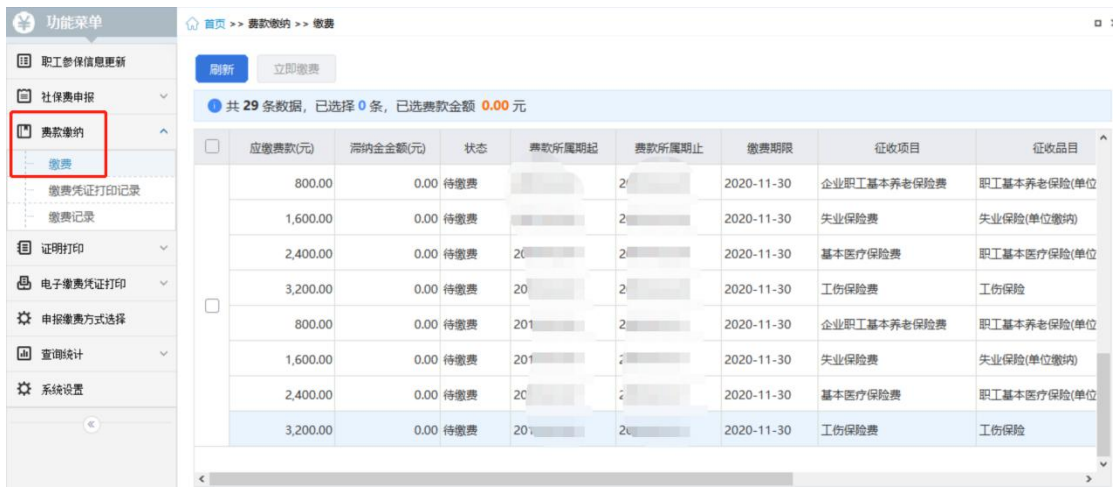 功能菜单
首页 >> 费款缴纳 >> 缴费
职工参保信息更新
社保费申报
费款缴纳
缴费
缴费凭证打印记录
缴费记录
证明打印
电子缴费凭证打印
申报缴费方式选择
查询统计
系统设置
刷新 立即缴费
共 29 条数据，已选择 0 条，已选费款金额 0.00 元
应缴费款(元) 滞纳金金额(元) 状态 费款所属期起 费款所属期止 缴费期限 征收项目 征收品目
800.00 0.00 待缴费 2020-11-30 企业职工基本养老保险费 职工基本养老保险(单位
1,600.00 0.00 待缴费 2020-11-30 失业保险费 失业保险(单位缴纳)
2,400.00 0.00 待缴费 2020-11-30 基本医疗保险费 职工基本医疗保险(单位
3,200.00 0.00 待缴费 2020-11-30 工伤保险费 工伤保险
800.00 0.00 待缴费 2020-11-30 企业职工基本养老保险费 职工基本养老保险(单位
1,600.00 0.00 待缴费 2020-11-30 失业保险费 失业保险(单位缴纳)
2,400.00 0.00 待缴费 2020-11-30 基本医疗保险费 职工基本医疗保险(单位
3,200.00 0.00 待缴费 2020-11-30 工伤保险费 工伤保险